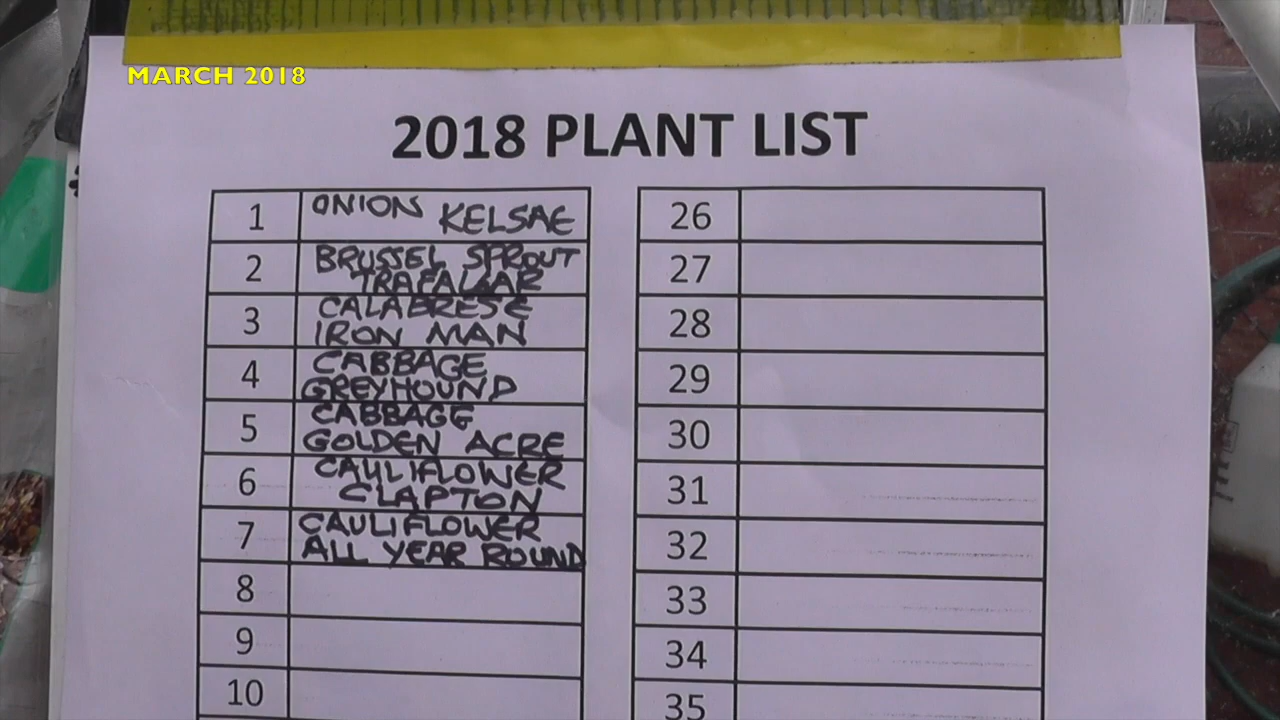 MARCH 2018
2018 PLANT LIST
1 ONION KELSAE
2 BRUSSEL SPROUT
TRAFALGAR
3 CALABRESE
IRON MAN
4 CABBAGE
GREYHOUND
5 CABBAGE
GOLDEN ACRE
6 CAULIFLOWER
CLAPTON
7 CAULIFLOWER
ALL YEAR ROUND
8
9
10
26
27
28
29
30
31
32
33
34
35